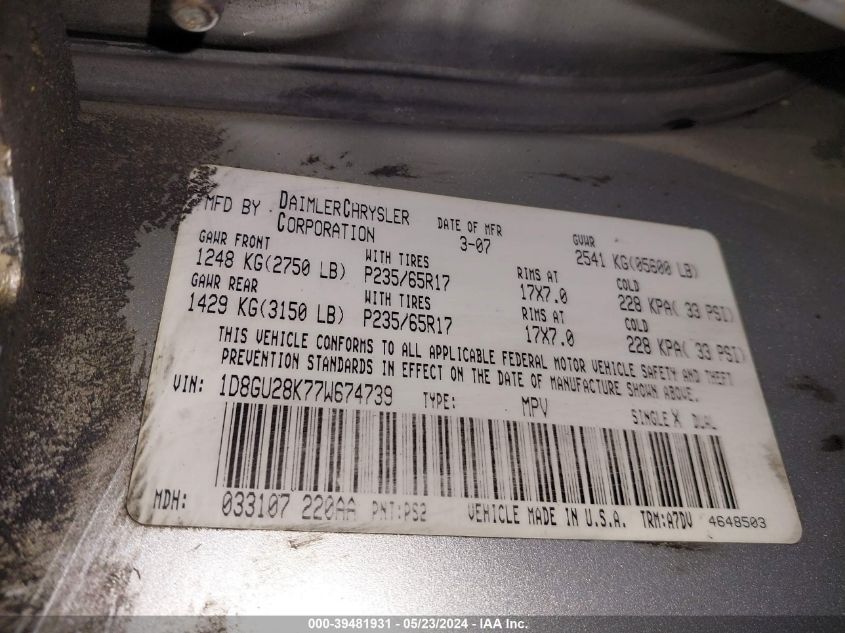 MFD BY DAIMLERCHRYSLER CORPORATION DATE OF MFR 3-07 GVWR 2541 KG(05600 LB)
GAWR FRONT WITH TIRES RIMS AT COLD
1248 KG(2750 LB) P235/65R17 17X7.0 228 KPA( 33 PSI)
GAWR REAR WITH TIRES RIMS AT COLD
1429 KG(3150 LB) P235/65R17 17X7.0 228 KPA( 33 PSI)
THIS VEHICLE CONFORMS TO ALL APPLICABLE FEDERAL MOTOR VEHICLE SAFETY AND THEFT
PREVENTION STANDARDS IN EFFECT ON THE DATE OF MANUFACTURE SHOWN ABOVE.
VIN: 1D8GU28K77W674739 TYPE: MPV SINGLE X DUAL
MDH: 033107 220AA PNT:PS2 VEHICLE MADE IN U.S.A. TRM:A7DV 4648503
000-39481931 - 05/23/2024 - IAA Inc.